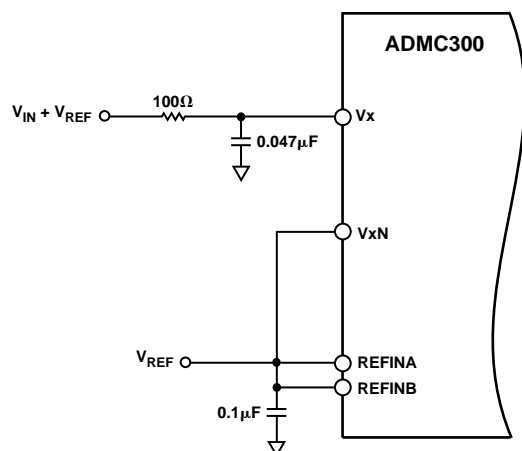 ADMC300
100Ω
V_IN + V_REF
Vx
0.047μF
VxN
V_REF
REFINA
REFINB
0.1μF